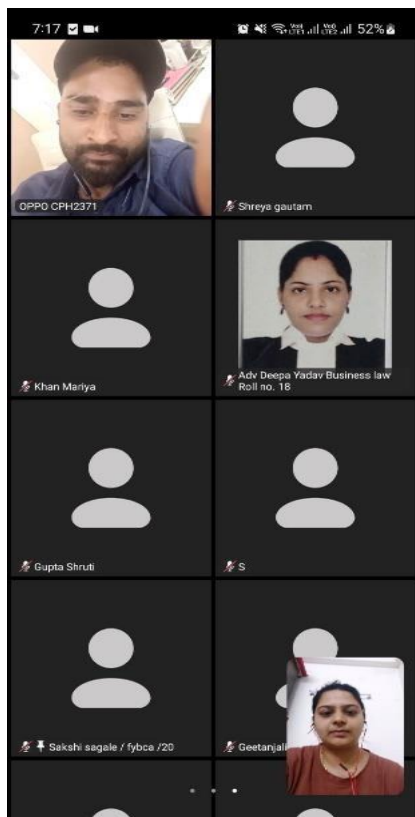 7:17 52%
OPPO CPH2371
Shreya gautam
Khan Mariya
Adv Deepa Yadav Business law
Roll no. 18
Gupta Shruti
S
Sakshi sagale / fybca /20
Geetanjali